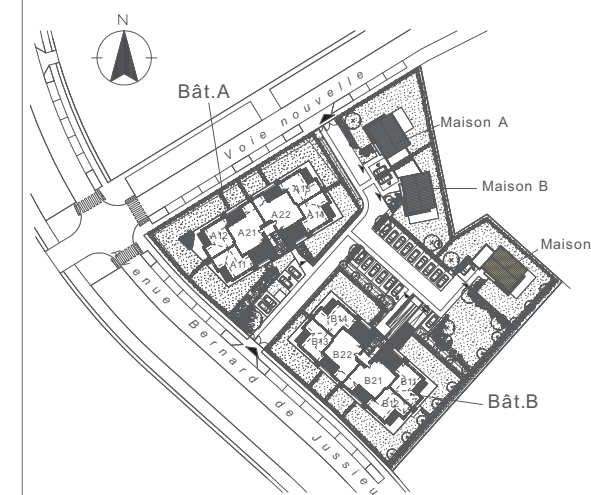 N
Bât.A
Voie nouvelle
Maison A
A13
A22
A14
A12
A21
A11
Maison B
Maison
B14
B13
B22
B21
B11
B12
Bât.B
enue Bernard de Jussieu